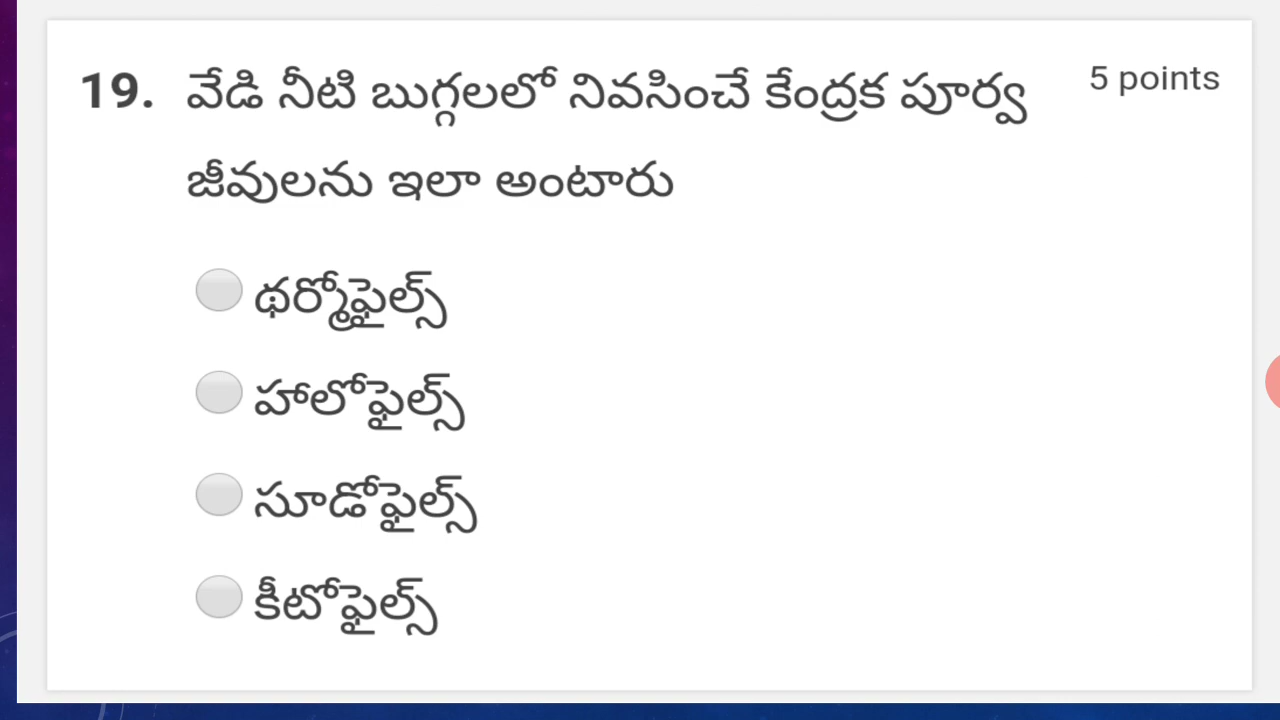 19. వేడి నీటి బుగ్గలలో నివసించే కేంద్రక పూర్వ 5 points
జీవులను ఇలా అంటారు
థర్మోఫైల్స్
హాలోఫైల్స్
సూడోఫైల్స్
కీటోఫైల్స్